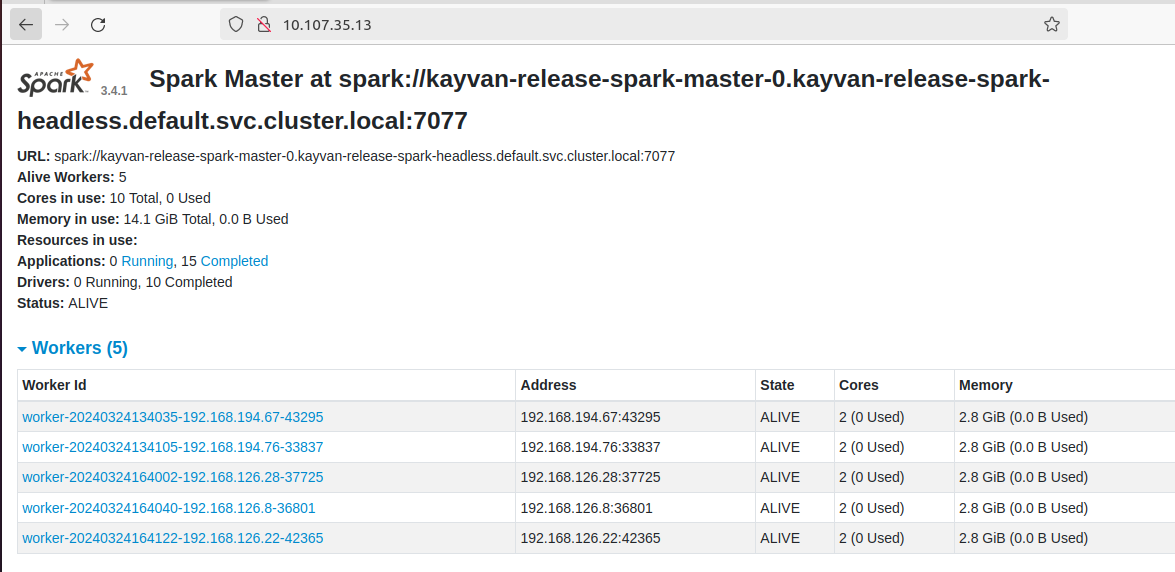 10.107.35.13
APACHE
Spark 3.4.1 Spark Master at spark://kayvan-release-spark-master-0.kayvan-release-spark-
headless.default.svc.cluster.local:7077
URL: spark://kayvan-release-spark-master-0.kayvan-release-spark-headless.default.svc.cluster.local:7077
Alive Workers: 5
Cores in use: 10 Total, 0 Used
Memory in use: 14.1 GiB Total, 0.0 B Used
Resources in use:
Applications: 0 Running, 15 Completed
Drivers: 0 Running, 10 Completed
Status: ALIVE
Workers (5)
Worker Id Address State Cores Memory
worker-20240324134035-192.168.194.67-43295 192.168.194.67:43295 ALIVE 2 (0 Used) 2.8 GiB (0.0 B Used)
worker-20240324134105-192.168.194.76-33837 192.168.194.76:33837 ALIVE 2 (0 Used) 2.8 GiB (0.0 B Used)
worker-20240324164002-192.168.126.28-37725 192.168.126.28:37725 ALIVE 2 (0 Used) 2.8 GiB (0.0 B Used)
worker-20240324164040-192.168.126.8-36801 192.168.126.8:36801 ALIVE 2 (0 Used) 2.8 GiB (0.0 B Used)
worker-20240324164122-192.168.126.22-42365 192.168.126.22:42365 ALIVE 2 (0 Used) 2.8 GiB (0.0 B Used)